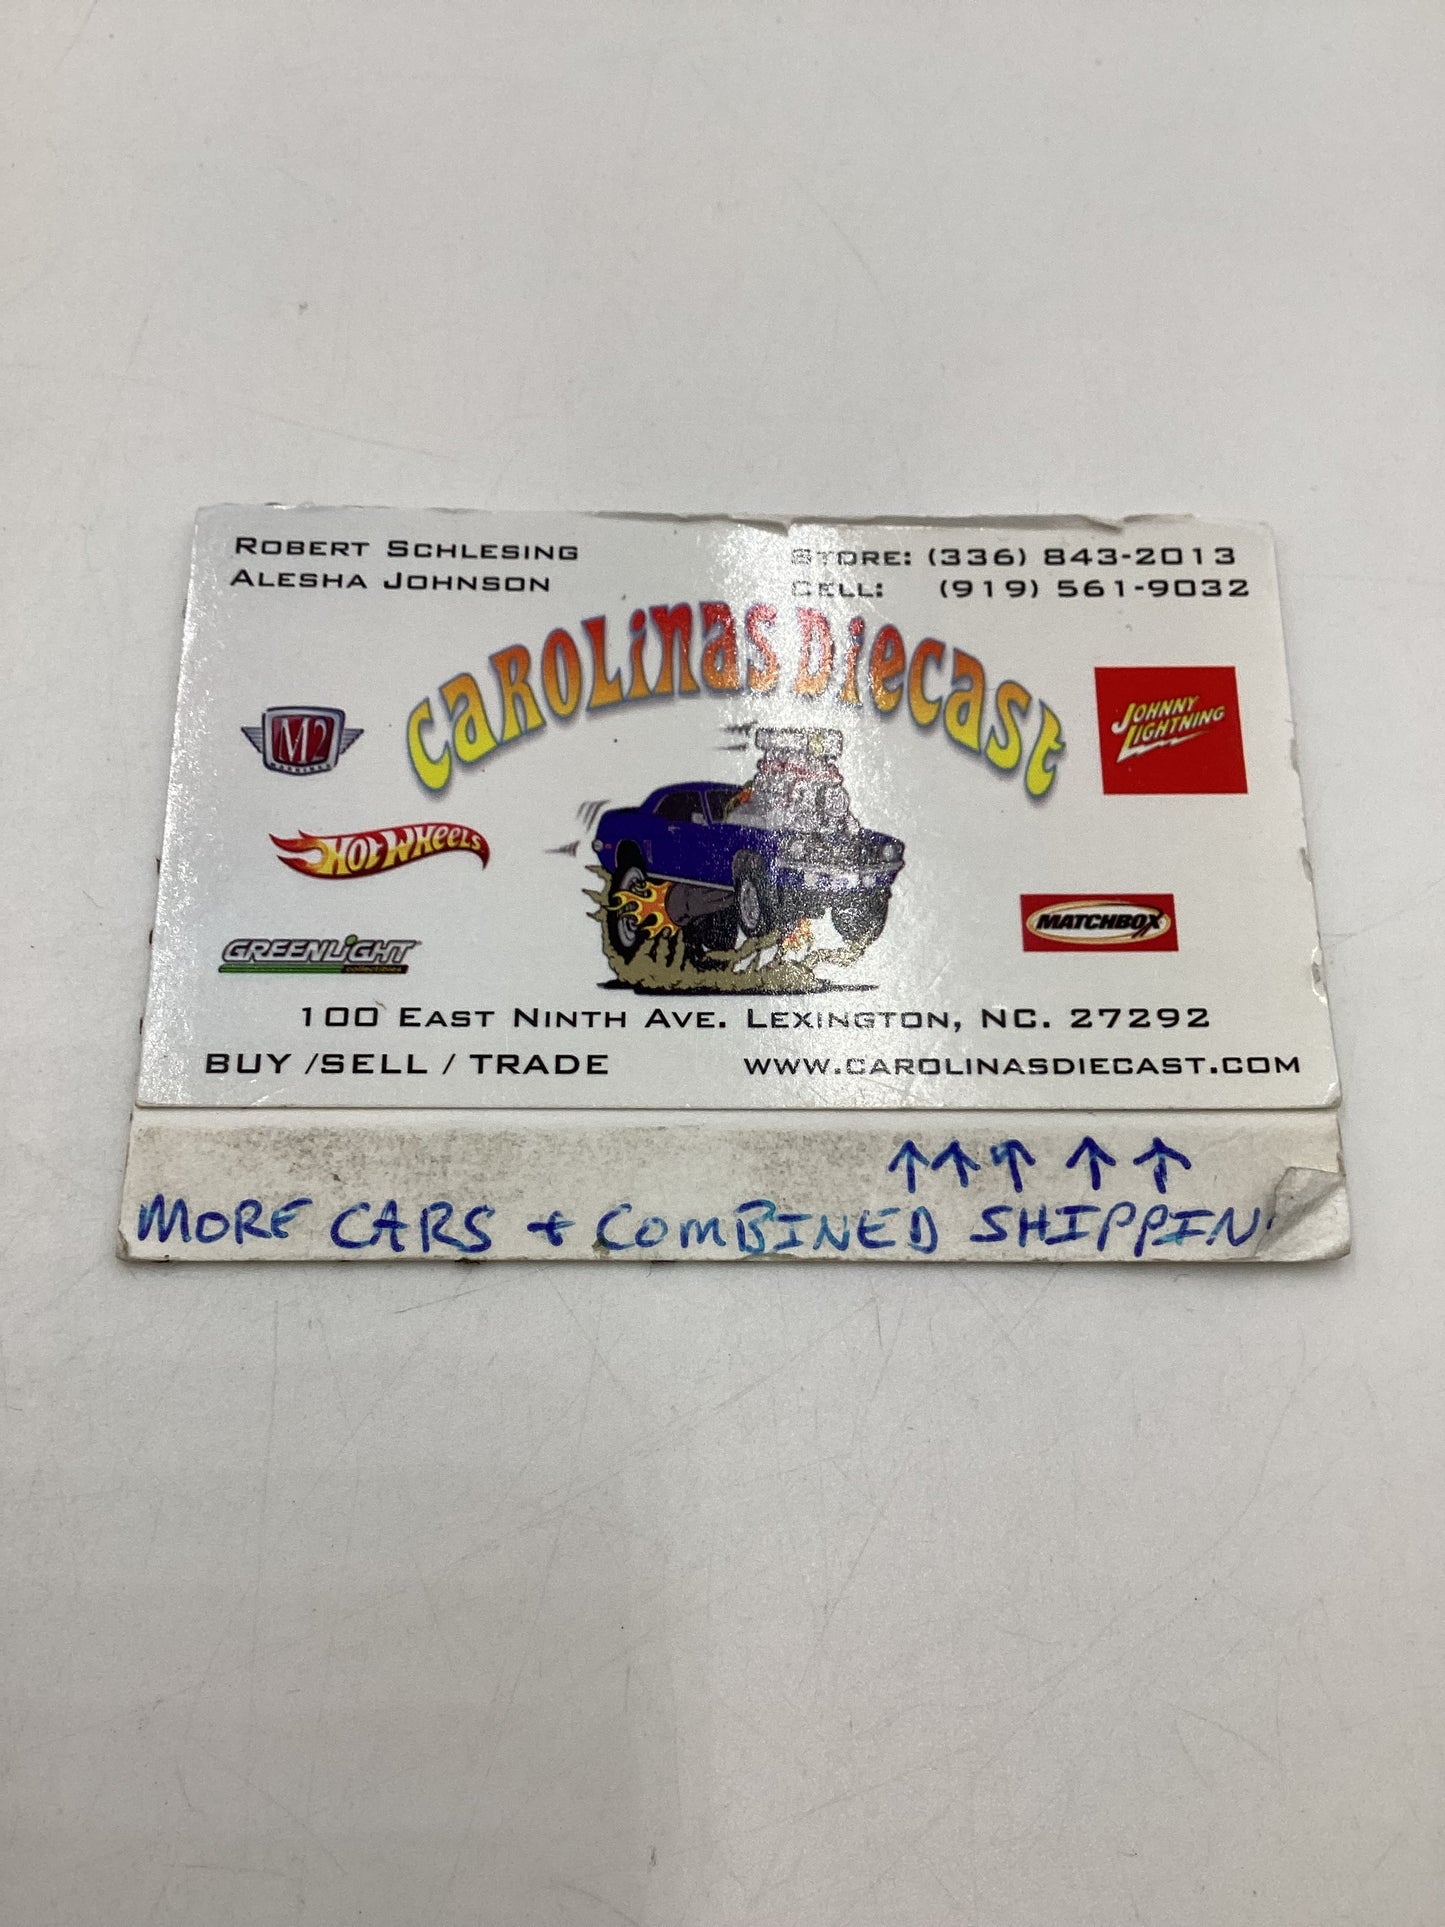 ROBERT SCHLESING
ALESHA JOHNSON
STORE: (336) 843-2013
CELL: (919) 561-9032
CAROLINAS DIECAST
M2
MACHINES
HOT WHEELS
GREENLIGHT
collectibles
JOHNNY
LIGHTNING
MATCHBOX
100 EAST NINTH AVE. LEXINGTON, NC. 27292
BUY /SELL / TRADE
WWW.CAROLINASDIECAST.COM
↑↑↑↑↑
MORE CARS + COMBINED SHIPPIN